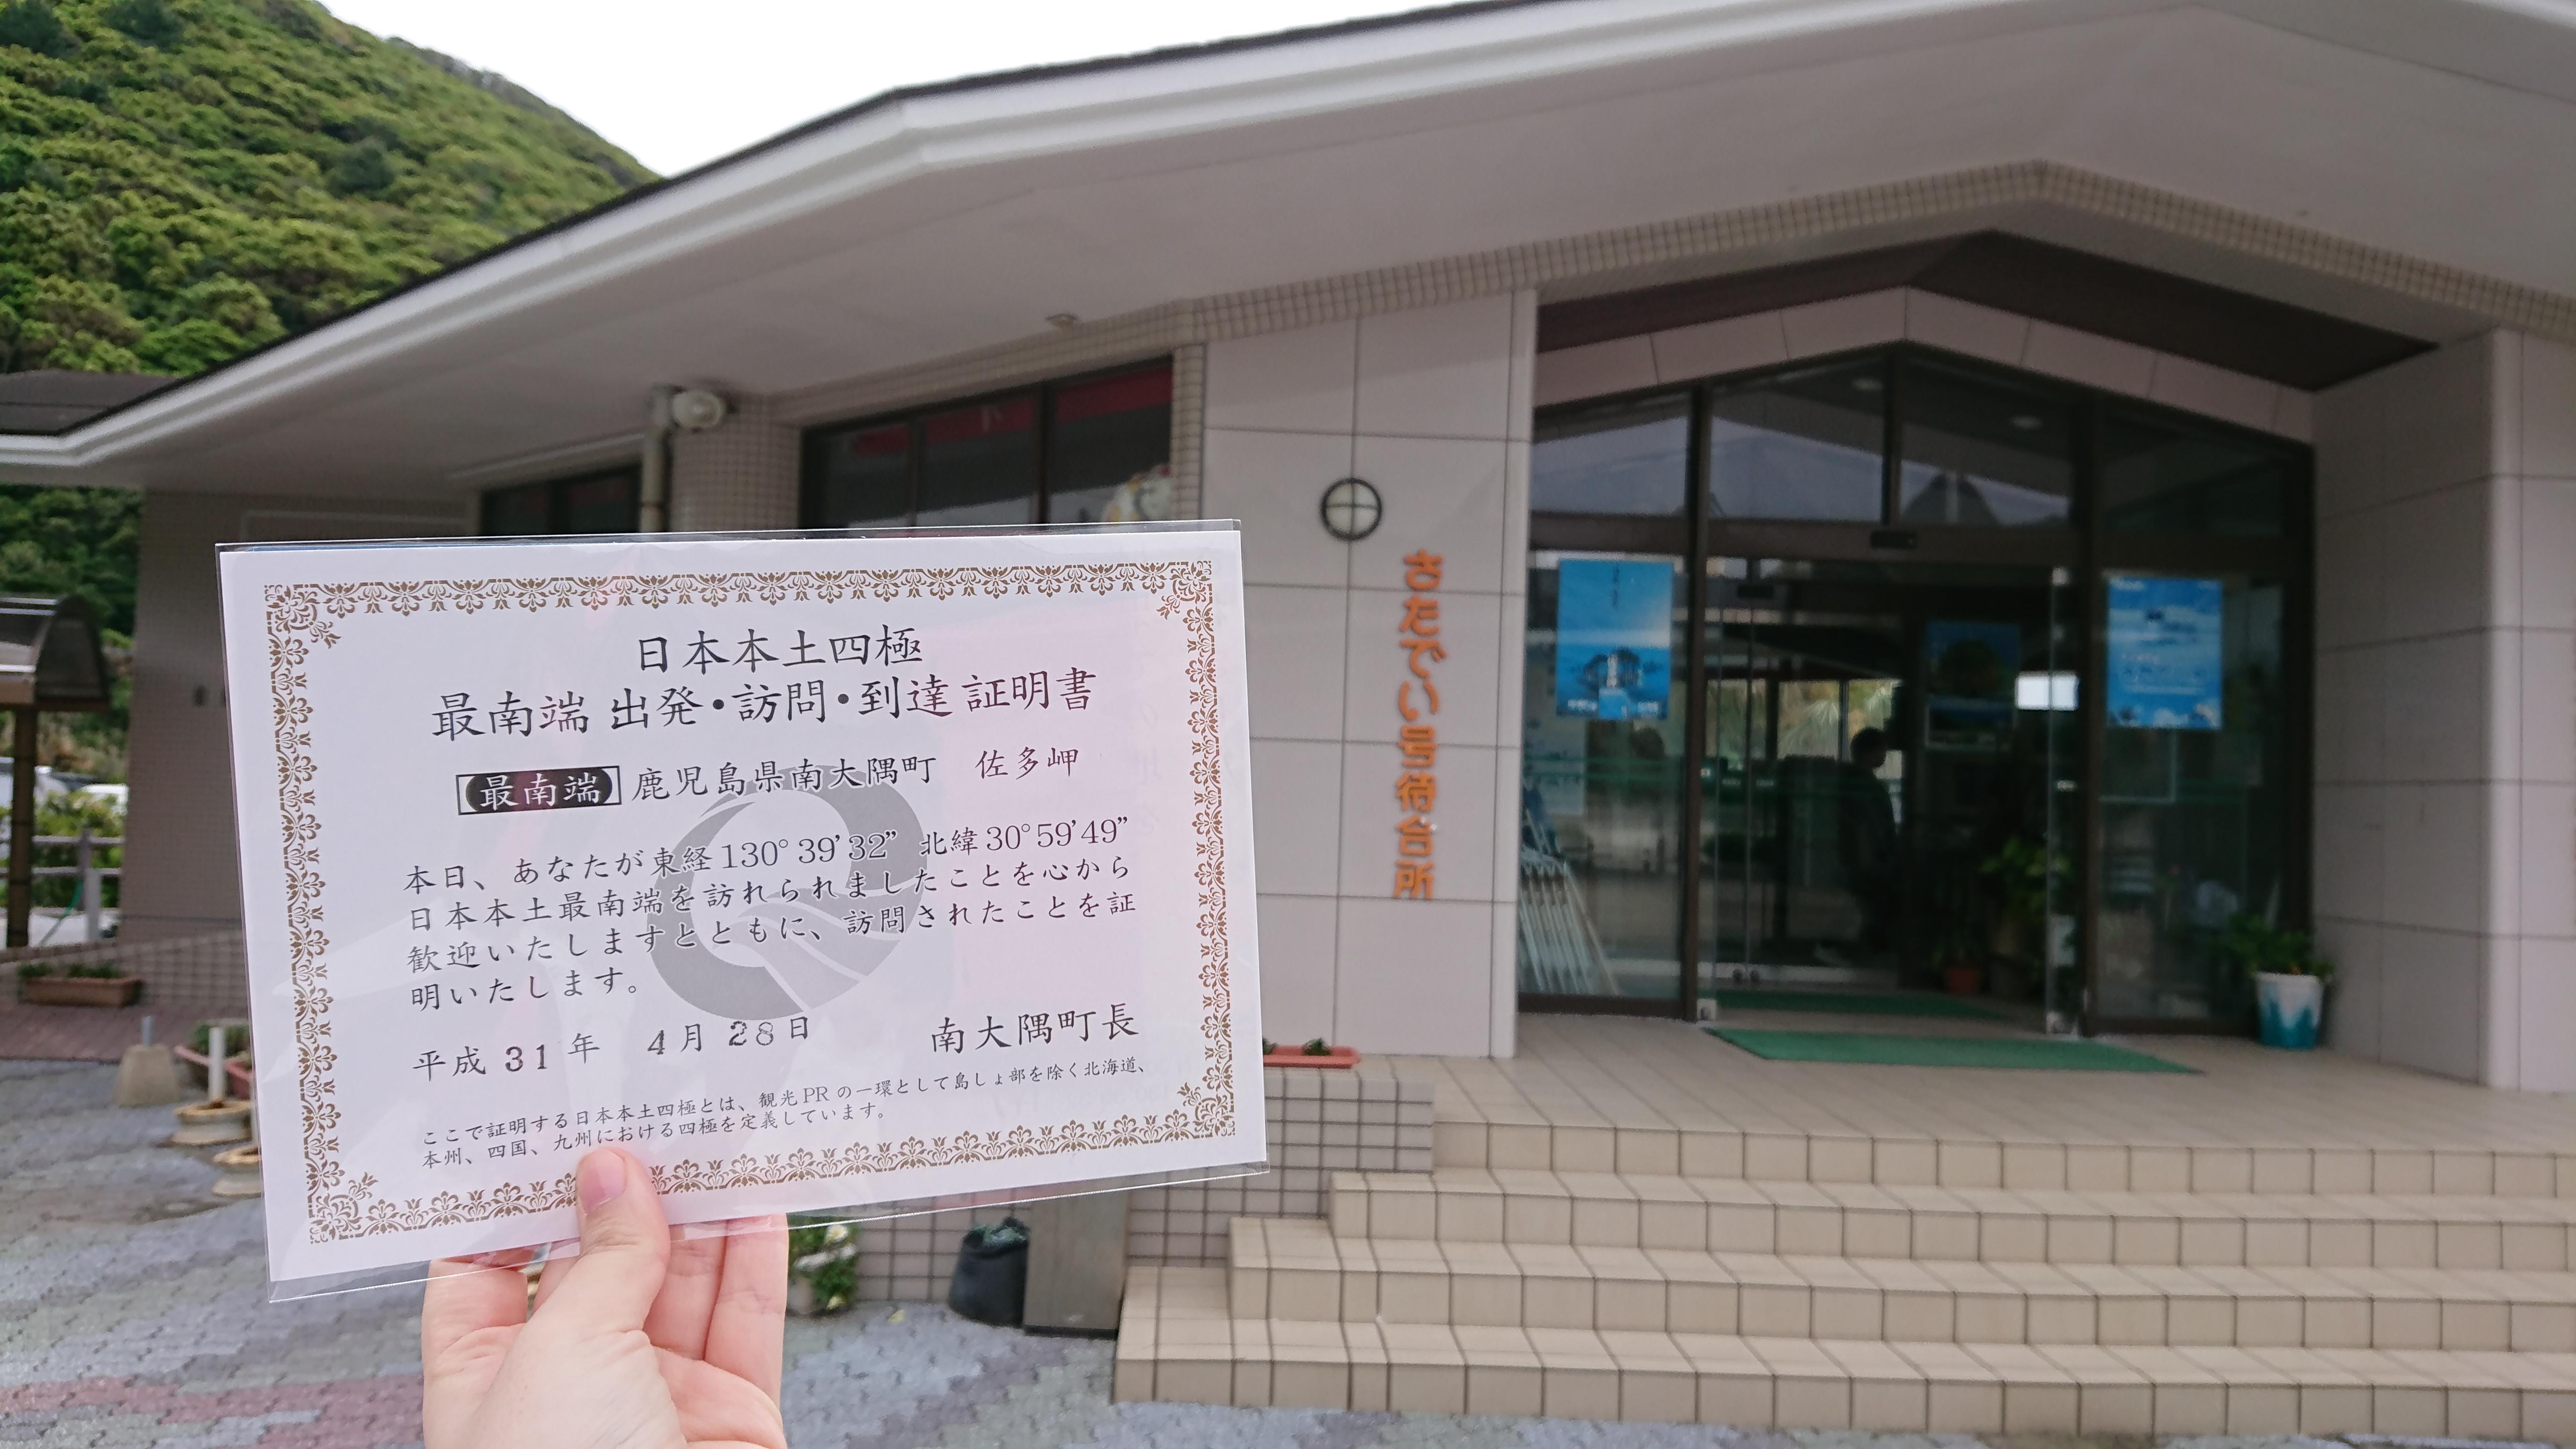 日本本土四極
最南端 出発・訪問・到達 証明書
【最南端】鹿児島県南大隅町 佐多岬
本日、あなたが東経130°39’32” 北緯30°59’49”
日本本土最南端を訪れられましたことを心から
歓迎いたしますとともに、訪問されたことを証
明いたします。
平成 31 年 4月 28日 南大隅町長
ここで証明する日本本土四極とは、観光PRの一環として島しょ部を除く北海道、
本州、四国、九州における四極を定義しています。
さたでい号待合所